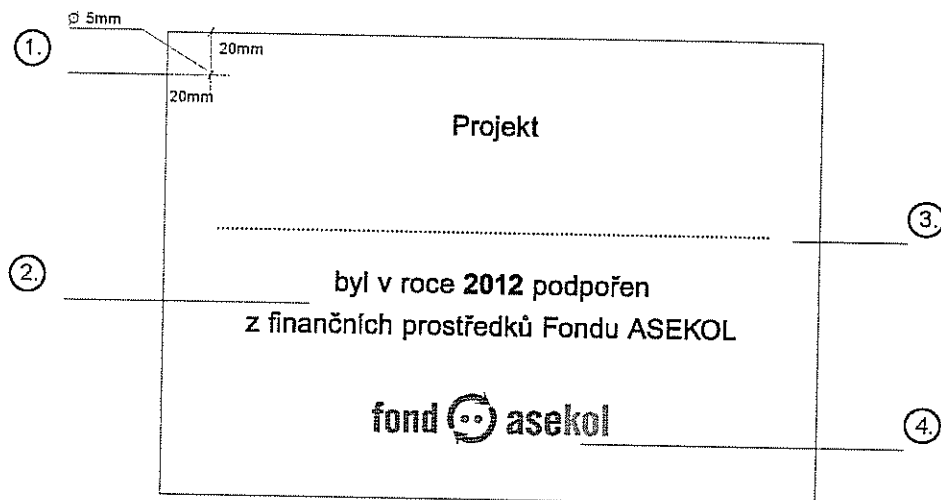 ø 5mm
1.
20mm
20mm
Projekt
3.
2.
byl v roce 2012 podpořen
z finančních prostředků Fondu ASEKOL
fond asekol
4.